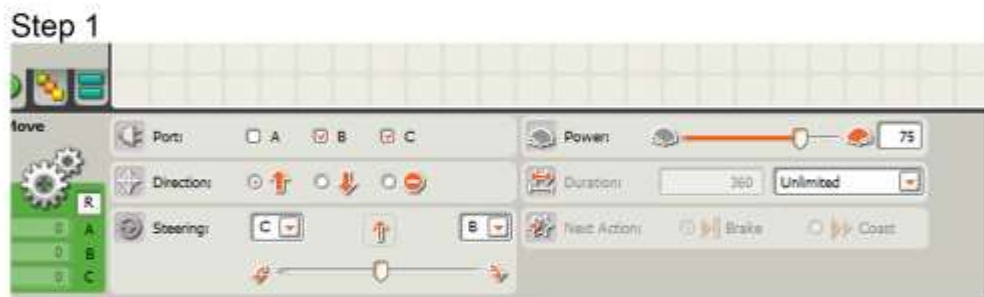 Step 1
Move
Port: A B C
Power: 75
Direction:
Duration: 360 Unlimited
R
Steering: C B
Next Action: Brake Coast
0 A
0 B
0 C